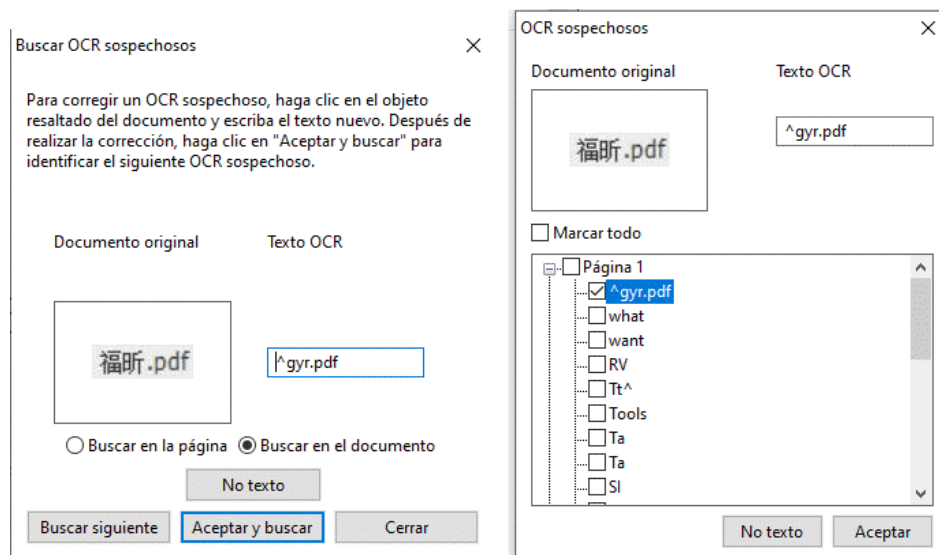 Buscar OCR sospechosos
Para corregir un OCR sospechoso, haga clic en el objeto
resaltado del documento y escriba el texto nuevo. Después de
realizar la corrección, haga clic en "Aceptar y buscar" para
identificar el siguiente OCR sospechoso.
Documento original
Texto OCR
福昕.pdf
^gyr.pdf
Buscar en la página
Buscar en el documento
No texto
Buscar siguiente
Aceptar y buscar
Cerrar
OCR sospechosos
Documento original
Texto OCR
福昕.pdf
^gyr.pdf
Marcar todo
Página 1
^gyr.pdf
what
want
RV
Tt^
Tools
Ta
Ta
SI
No texto
Aceptar